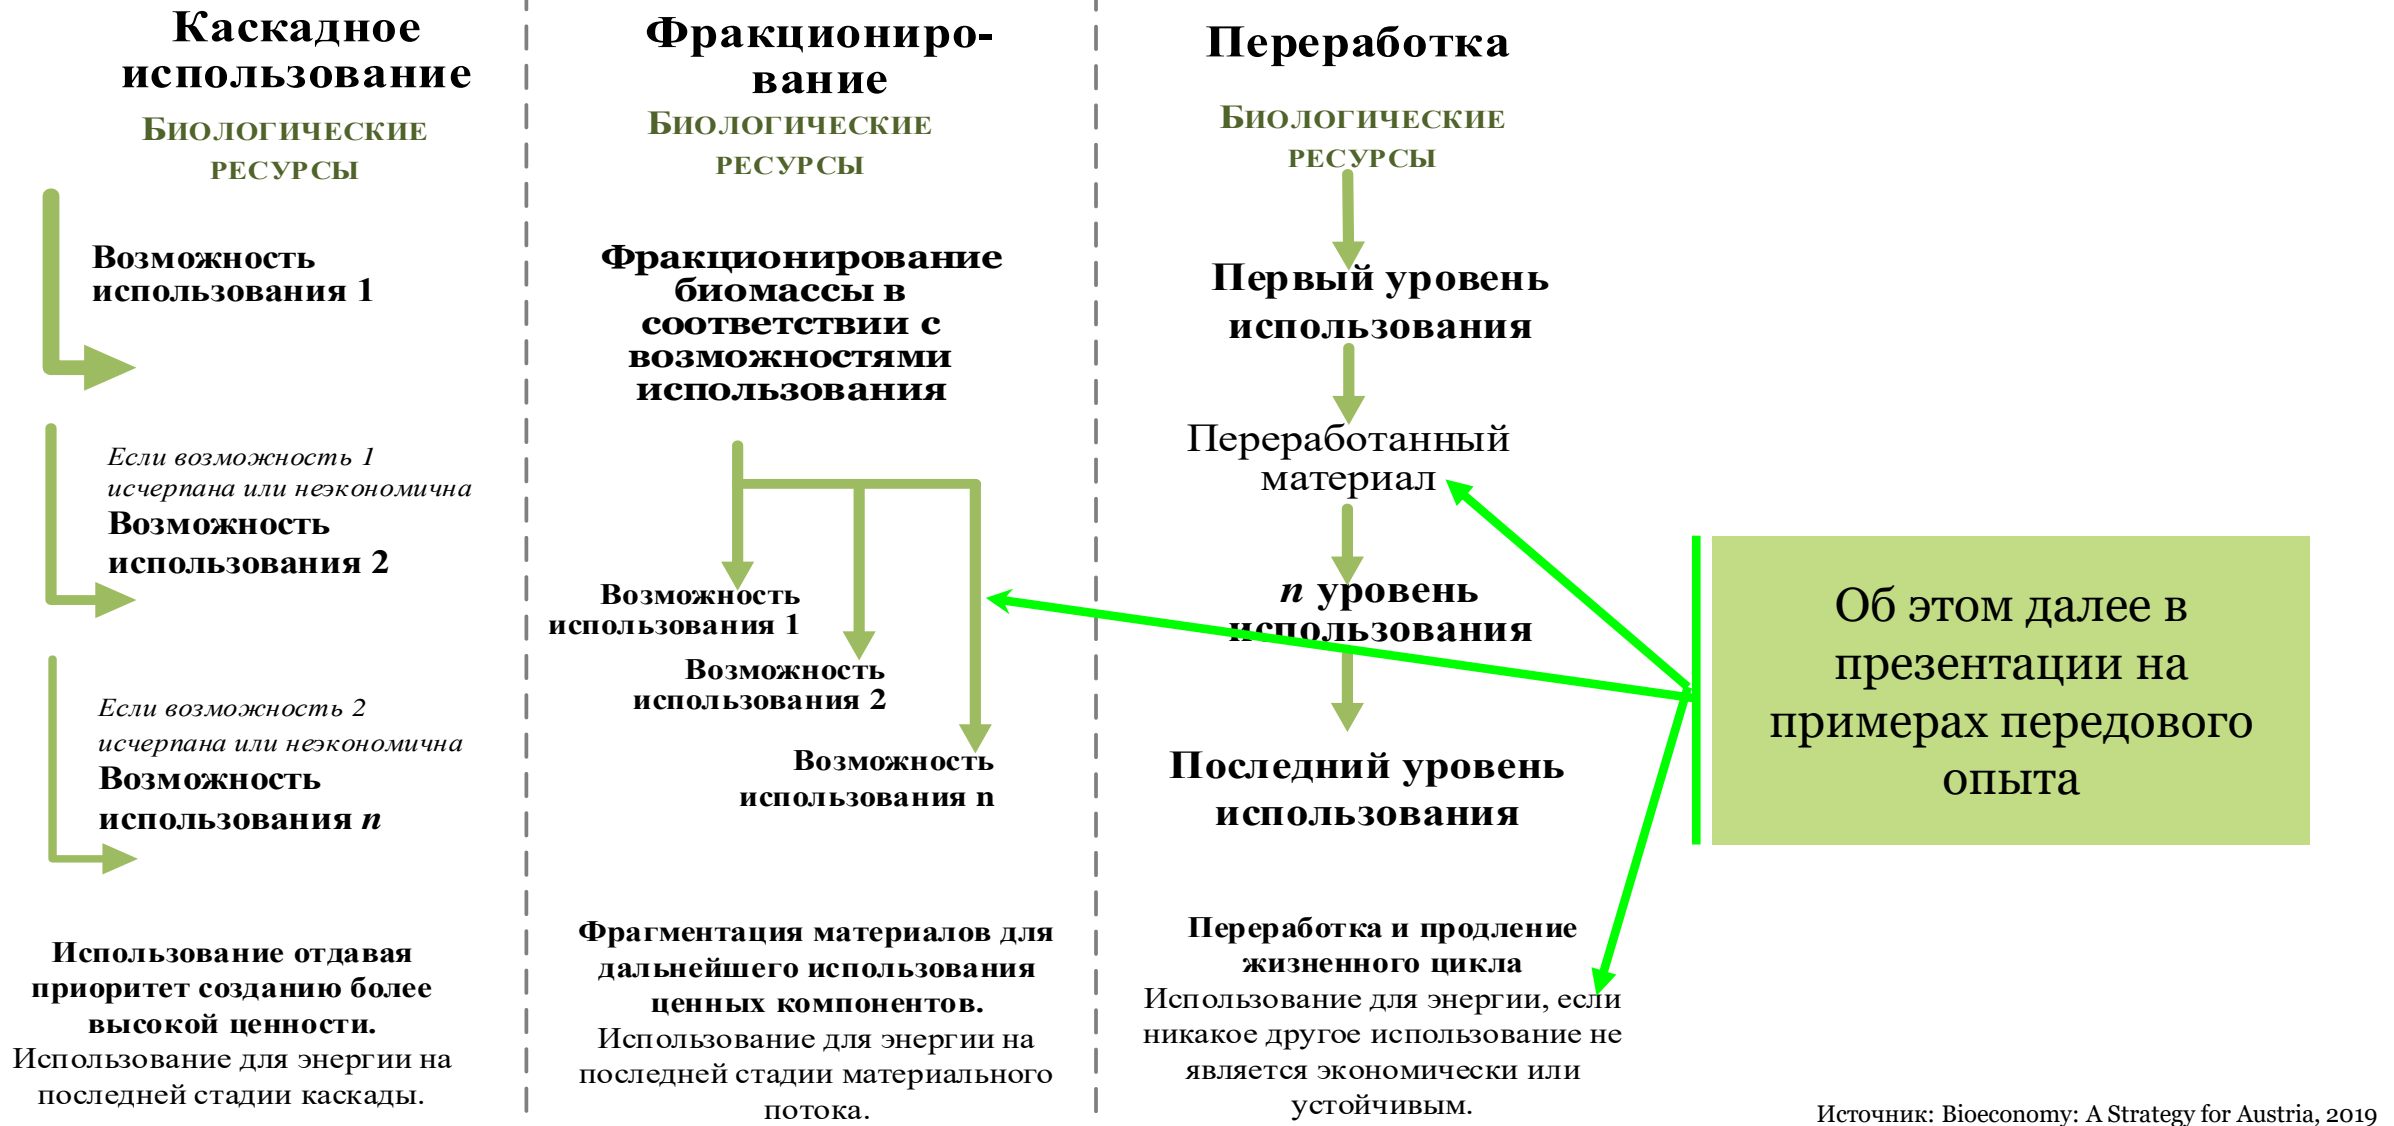 Каскадное
использование
Биологические
ресурсы
Возможность
использования 1
Если возможность 1
исчерпана или неэкономична
Возможность
использования 2
Если возможность 2
исчерпана или неэкономична
Возможность
использования n
Использование отдавая
приоритет созданию более
высокой ценности.
Использование для энергии на
последней стадии каскады.
Фракциониро-
вание
Биологические
ресурсы
Фракционирование
биомассы в
соответствии с
возможностями
использования
Возможность
использования 1
Возможность
использования 2
Возможность
использования n
Фрагментация материалов для
дальнейшего использования
ценных компонентов.
Использование для энергии на
последней стадии материального
потока.
Переработка
Биологические
ресурсы
Первый уровень
использования
Переработанный
материал
n уровень
использования
Последний уровень
использования
Переработка и продление
жизненного цикла
Использование для энергии, если
никакое другое использование не
является экономически или
устойчивым.
Об этом далее в
презентации на
примерах передового
опыта
Источник: Bioeconomy: A Strategy for Austria, 2019